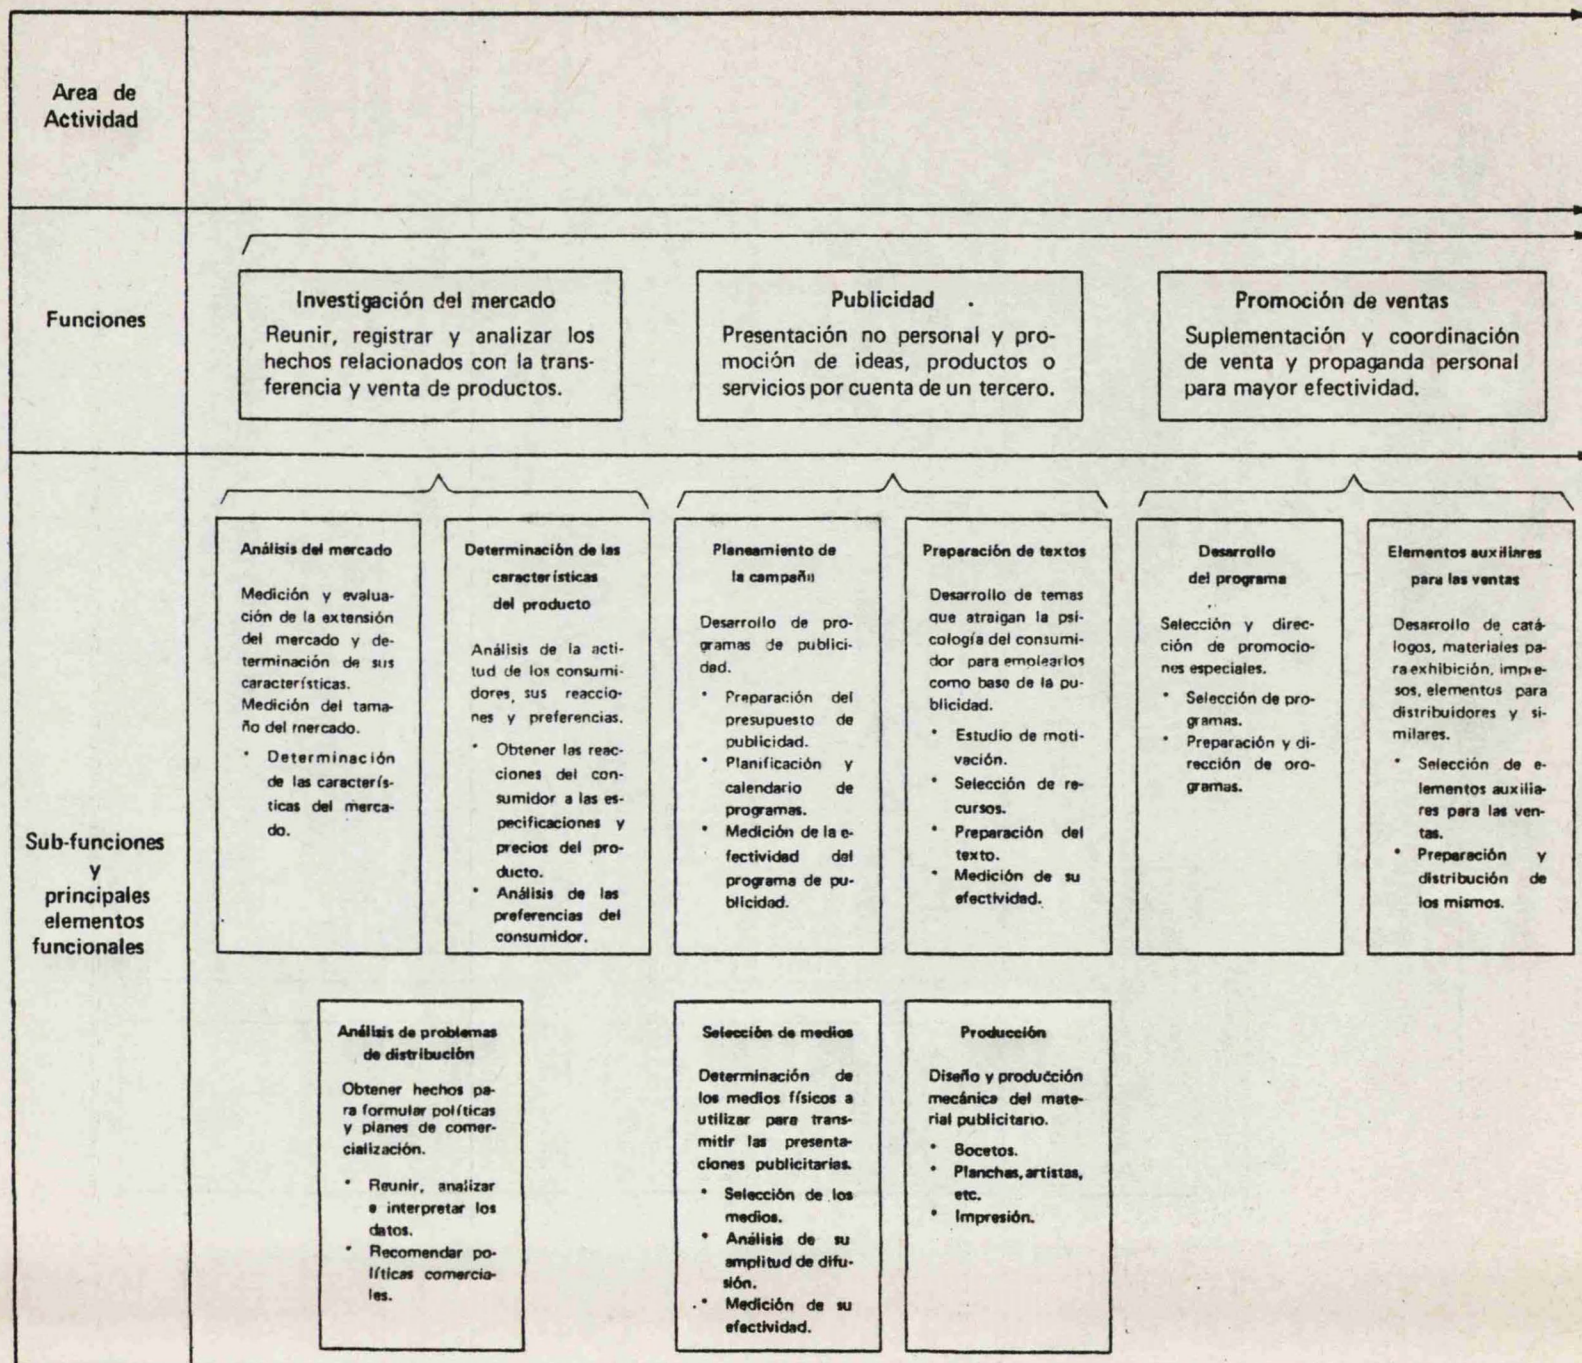 Area de
Actividad
Funciones
Investigación del mercado
Reunir, registrar y analizar los
hechos relacionados con la trans-
ferencia y venta de productos.
Publicidad
Presentación no personal y pro-
moción de ideas, productos o
servicios por cuenta de un tercero.
Promoción de ventas
Suplementación y coordinación
de venta y propaganda personal
para mayor efectividad.
Sub-funciones
y
principales
elementos
funcionales
Análisis del mercado
Medición y evalua-
ción de la extensión
del mercado y de-
terminación de sus
características.
Medición del tama-
ño del mercado.
* Determinación
de las caracterís-
ticas del merca-
do.
Determinación de las
características
del producto
Análisis de la acti-
tud de los consumi-
dores, sus reaccio-
nes y preferencias.
* Obtener las reac-
ciones del con-
sumidor a las es-
pecificaciones y
precios del pro-
ducto.
* Análisis de las
preferencias del
consumidor.
Planeamiento de
la campaña
Desarrollo de pro-
gramas de publici-
dad.
* Preparación del
presupuesto de
publicidad.
* Planificación y
calendario de
programas.
* Medición de la e-
fectividad del
programa de pu-
blicidad.
Preparación de textos
Desarrollo de temas
que atraigan la psi-
cología del consumi-
dor para emolearlos
como base de la pu-
blicidad.
* Estudio de moti-
vación.
* Selección de re-
cursos.
* Preparación del
texto.
* Medición de su
efectividad.
Desarrollo
del programa
Selección y direc-
ción de promocio-
nes especiales.
* Selección de pro-
gramas.
* Preparación y di-
rección de oro-
gramas.
Elementos auxiliares
para las ventas
Desarrollo de catá-
logos, materiales pa-
ra exhibición, impre-
sos, elementos para
distribuidores y si-
milares.
* Selección de e-
lementos auxilia-
res para las ven-
tas.
* Preparación y
distribución de
los mismos.
Análisis de problemas
de distribución
Obtener hechos pa-
ra formular políticas
y planes de comer-
cialización.
* Reunir, analizar
e interpretar los
datos.
* Recomendar po-
líticas comercia-
les.
Selección de medios
Determinación de
los medios físicos a
utilizar para trans-
mitir las presenta-
ciones publicitarias.
* Selección de los
medios.
* Análisis de su
amplitud de difu-
sión.
* Medición de su
efectividad.
Producción
Diseño y producción
mecánica del mate-
rial publicitario.
* Bocetos.
* Planchas, artistas,
etc.
* Impresión.